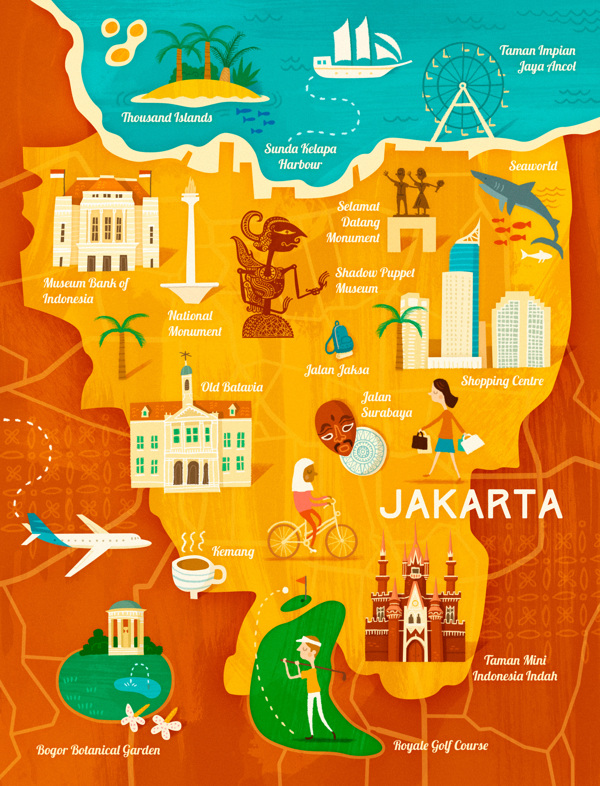 Taman Impian
Jaya Ancol
Thousand Islands
Sunda Kelapa
Harbour
Seaworld
Selamat
Datang
Monument
Museum Bank of
Indonesia
Shadow Puppet
Museum
National
Monument
Jalan Jaksa
Shopping Centre
Old Batavia
Jalan
Surabaya
JAKARTA
Kemang
Taman Mini
Indonesia Indah
Bogor Botanical Garden
Royale Golf Course